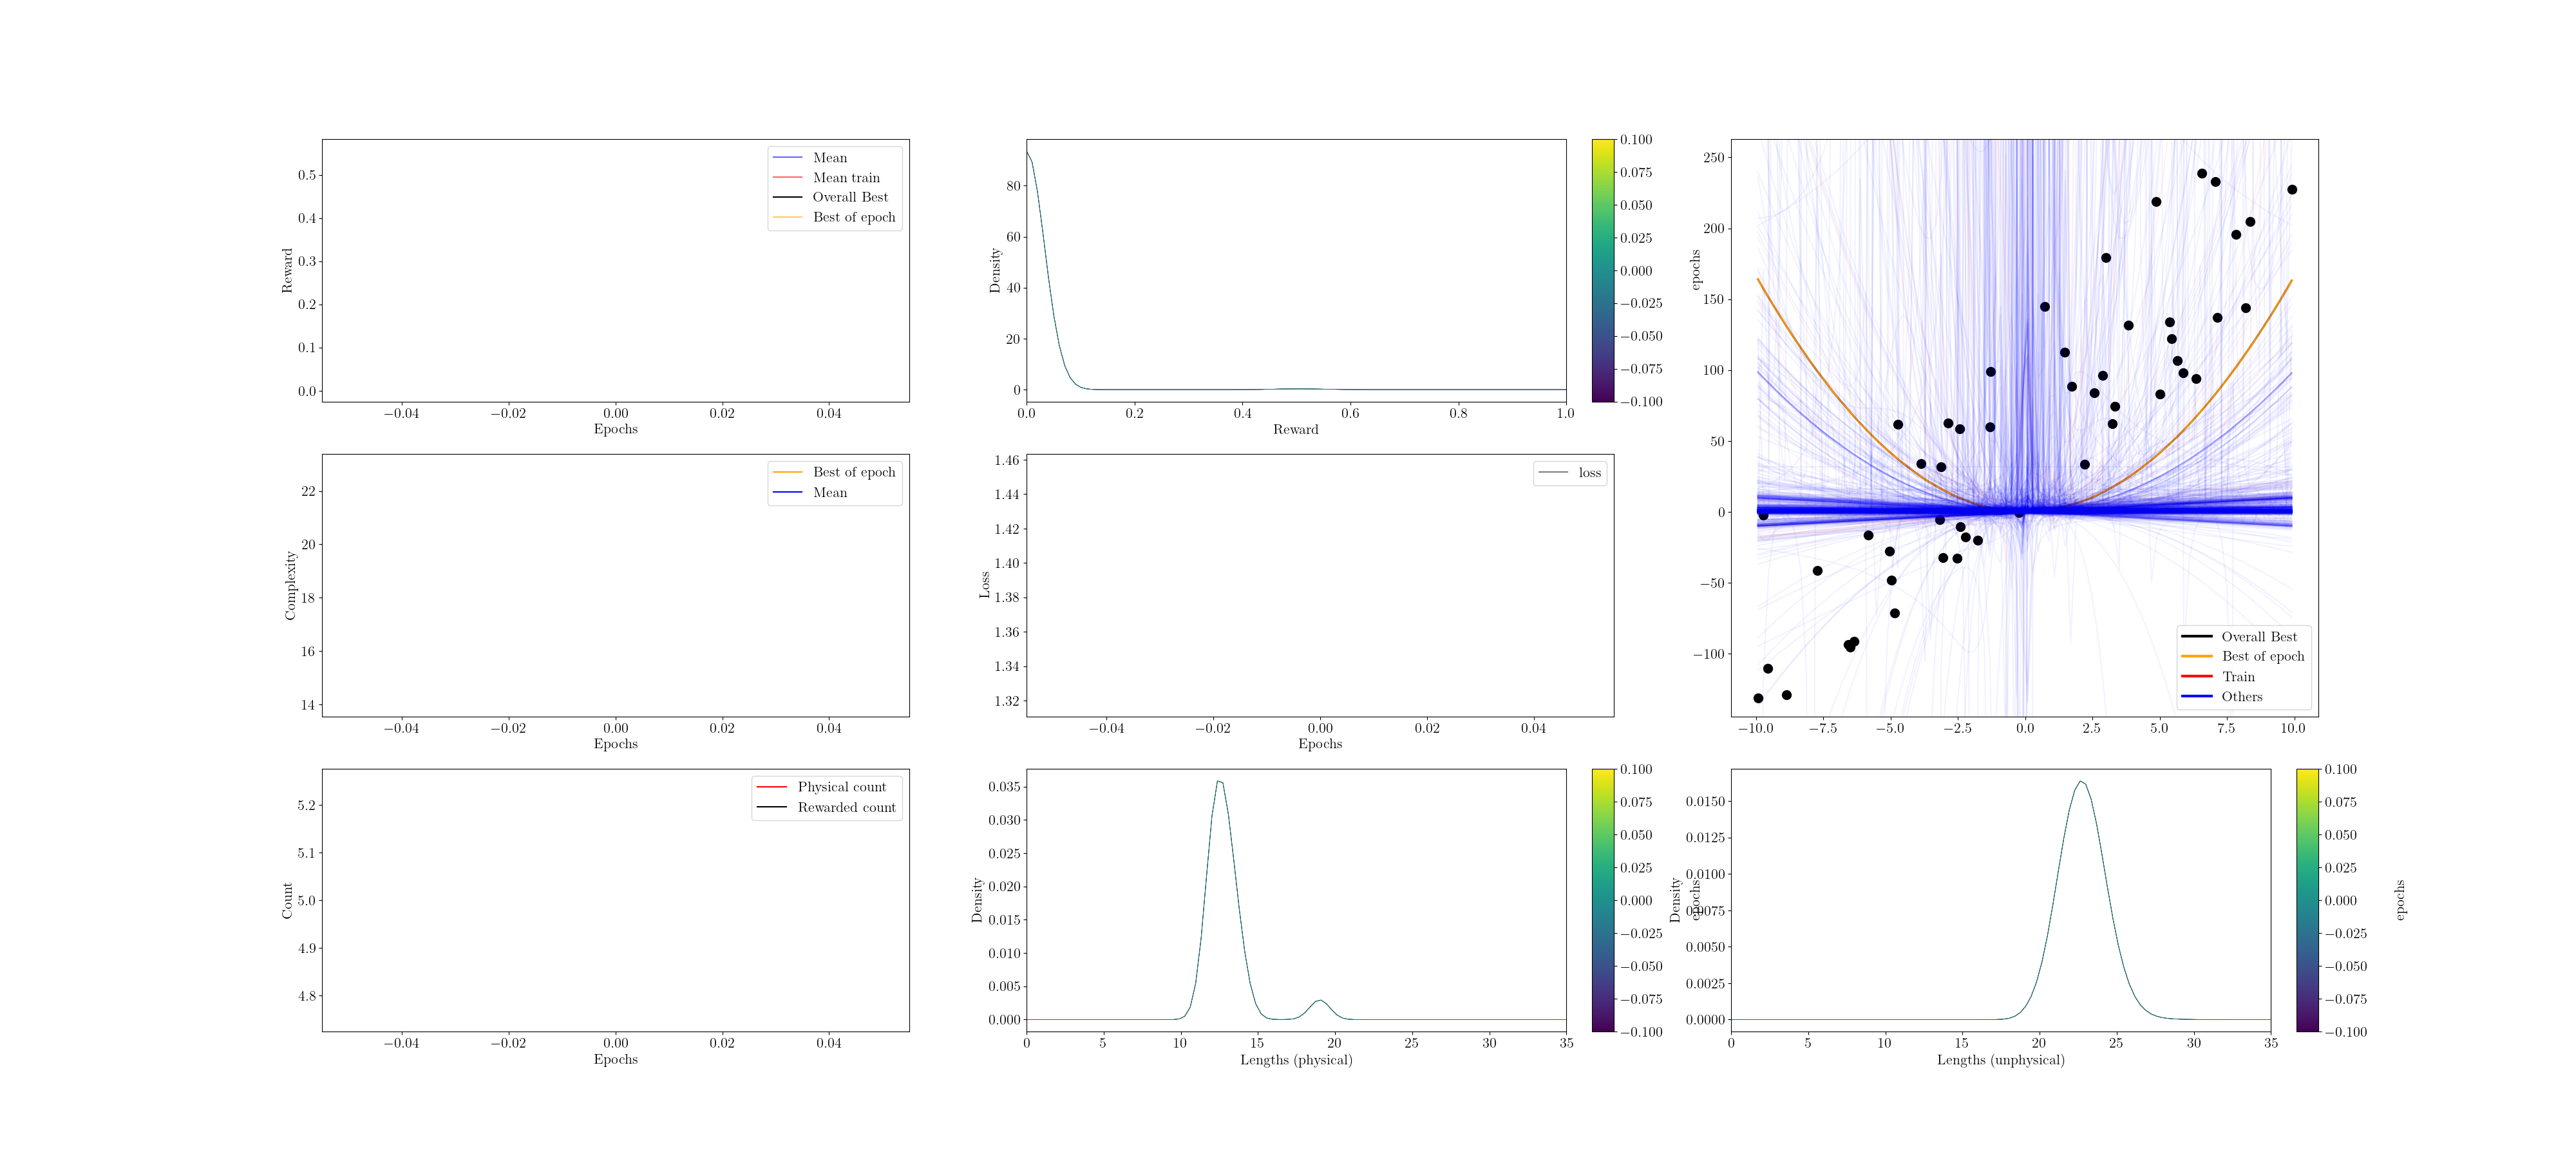 Reward
0.5
0.4
0.3
0.2
0.1
0.0
Mean
Mean train
Overall Best
Best of epoch
−0.04 −0.02 0.00 0.02 0.04
Epochs
Density
80
60
40
20
0
0.0 0.2 0.4 0.6 0.8 1.0
Reward
0.100
0.075
0.050
0.025
0.000
−0.025
−0.050
−0.075
−0.100
epochs
250
200
150
100
50
0
−50
−100
Overall Best
Best of epoch
Train
Others
−10.0 −7.5 −5.0 −2.5 0.0 2.5 5.0 7.5 10.0
Complexity
22
20
18
16
14
Best of epoch
Mean
−0.04 −0.02 0.00 0.02 0.04
Epochs
Loss
1.46
1.44
1.42
1.40
1.38
1.36
1.34
1.32
loss
−0.04 −0.02 0.00 0.02 0.04
Epochs
Count
5.2
5.1
5.0
4.9
4.8
Physical count
Rewarded count
−0.04 −0.02 0.00 0.02 0.04
Epochs
Density
0.035
0.030
0.025
0.020
0.015
0.010
0.005
0.000
0 5 10 15 20 25 30 35
Lengths (physical)
0.100
0.075
0.050
0.025
0.000
−0.025
−0.050
−0.075
−0.100
epochs
Density
0.0150
0.0125
0.0100
0.0075
0.0050
0.0025
0.0000
0 5 10 15 20 25 30 35
Lengths (unphysical)
0.100
0.075
0.050
0.025
0.000
−0.025
−0.050
−0.075
−0.100
epochs